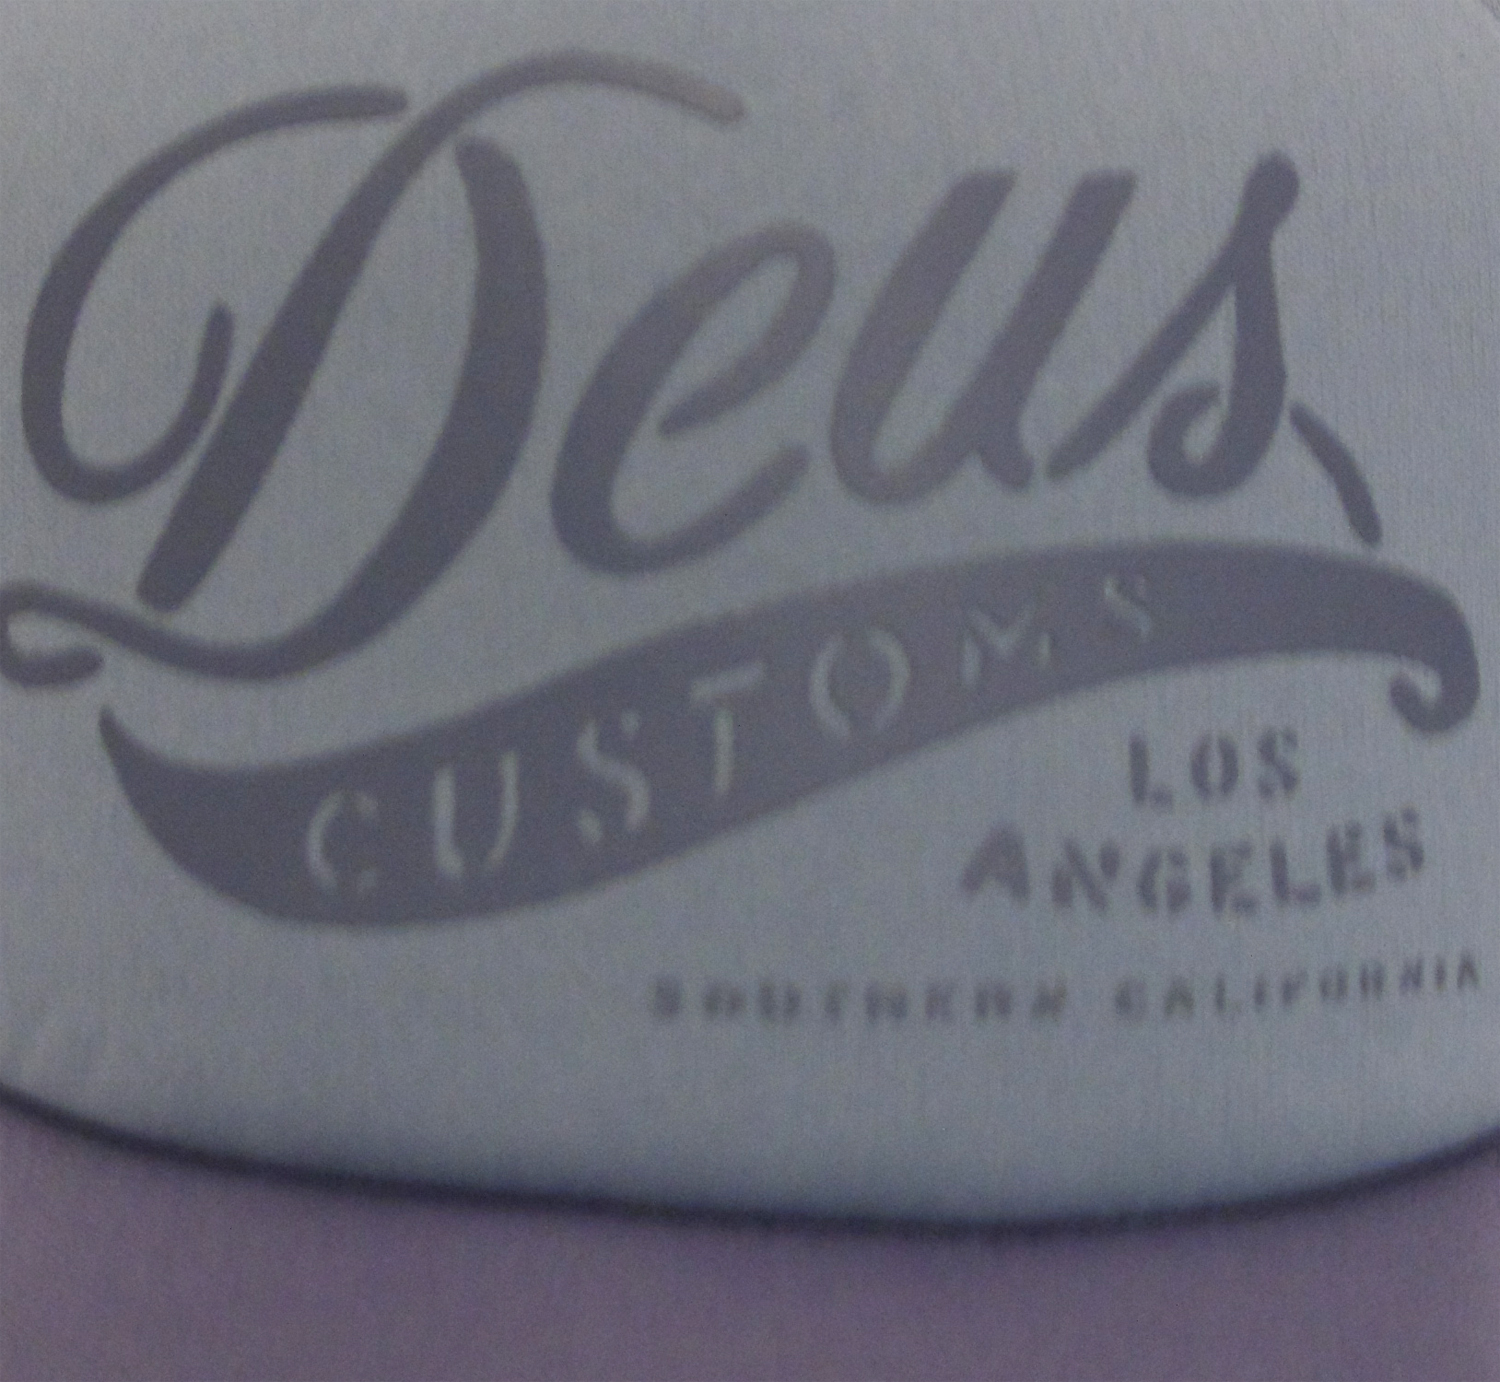 Deus
CUSTOMS
LOS
ANGELES
SOUTHERN CALIFORNIA